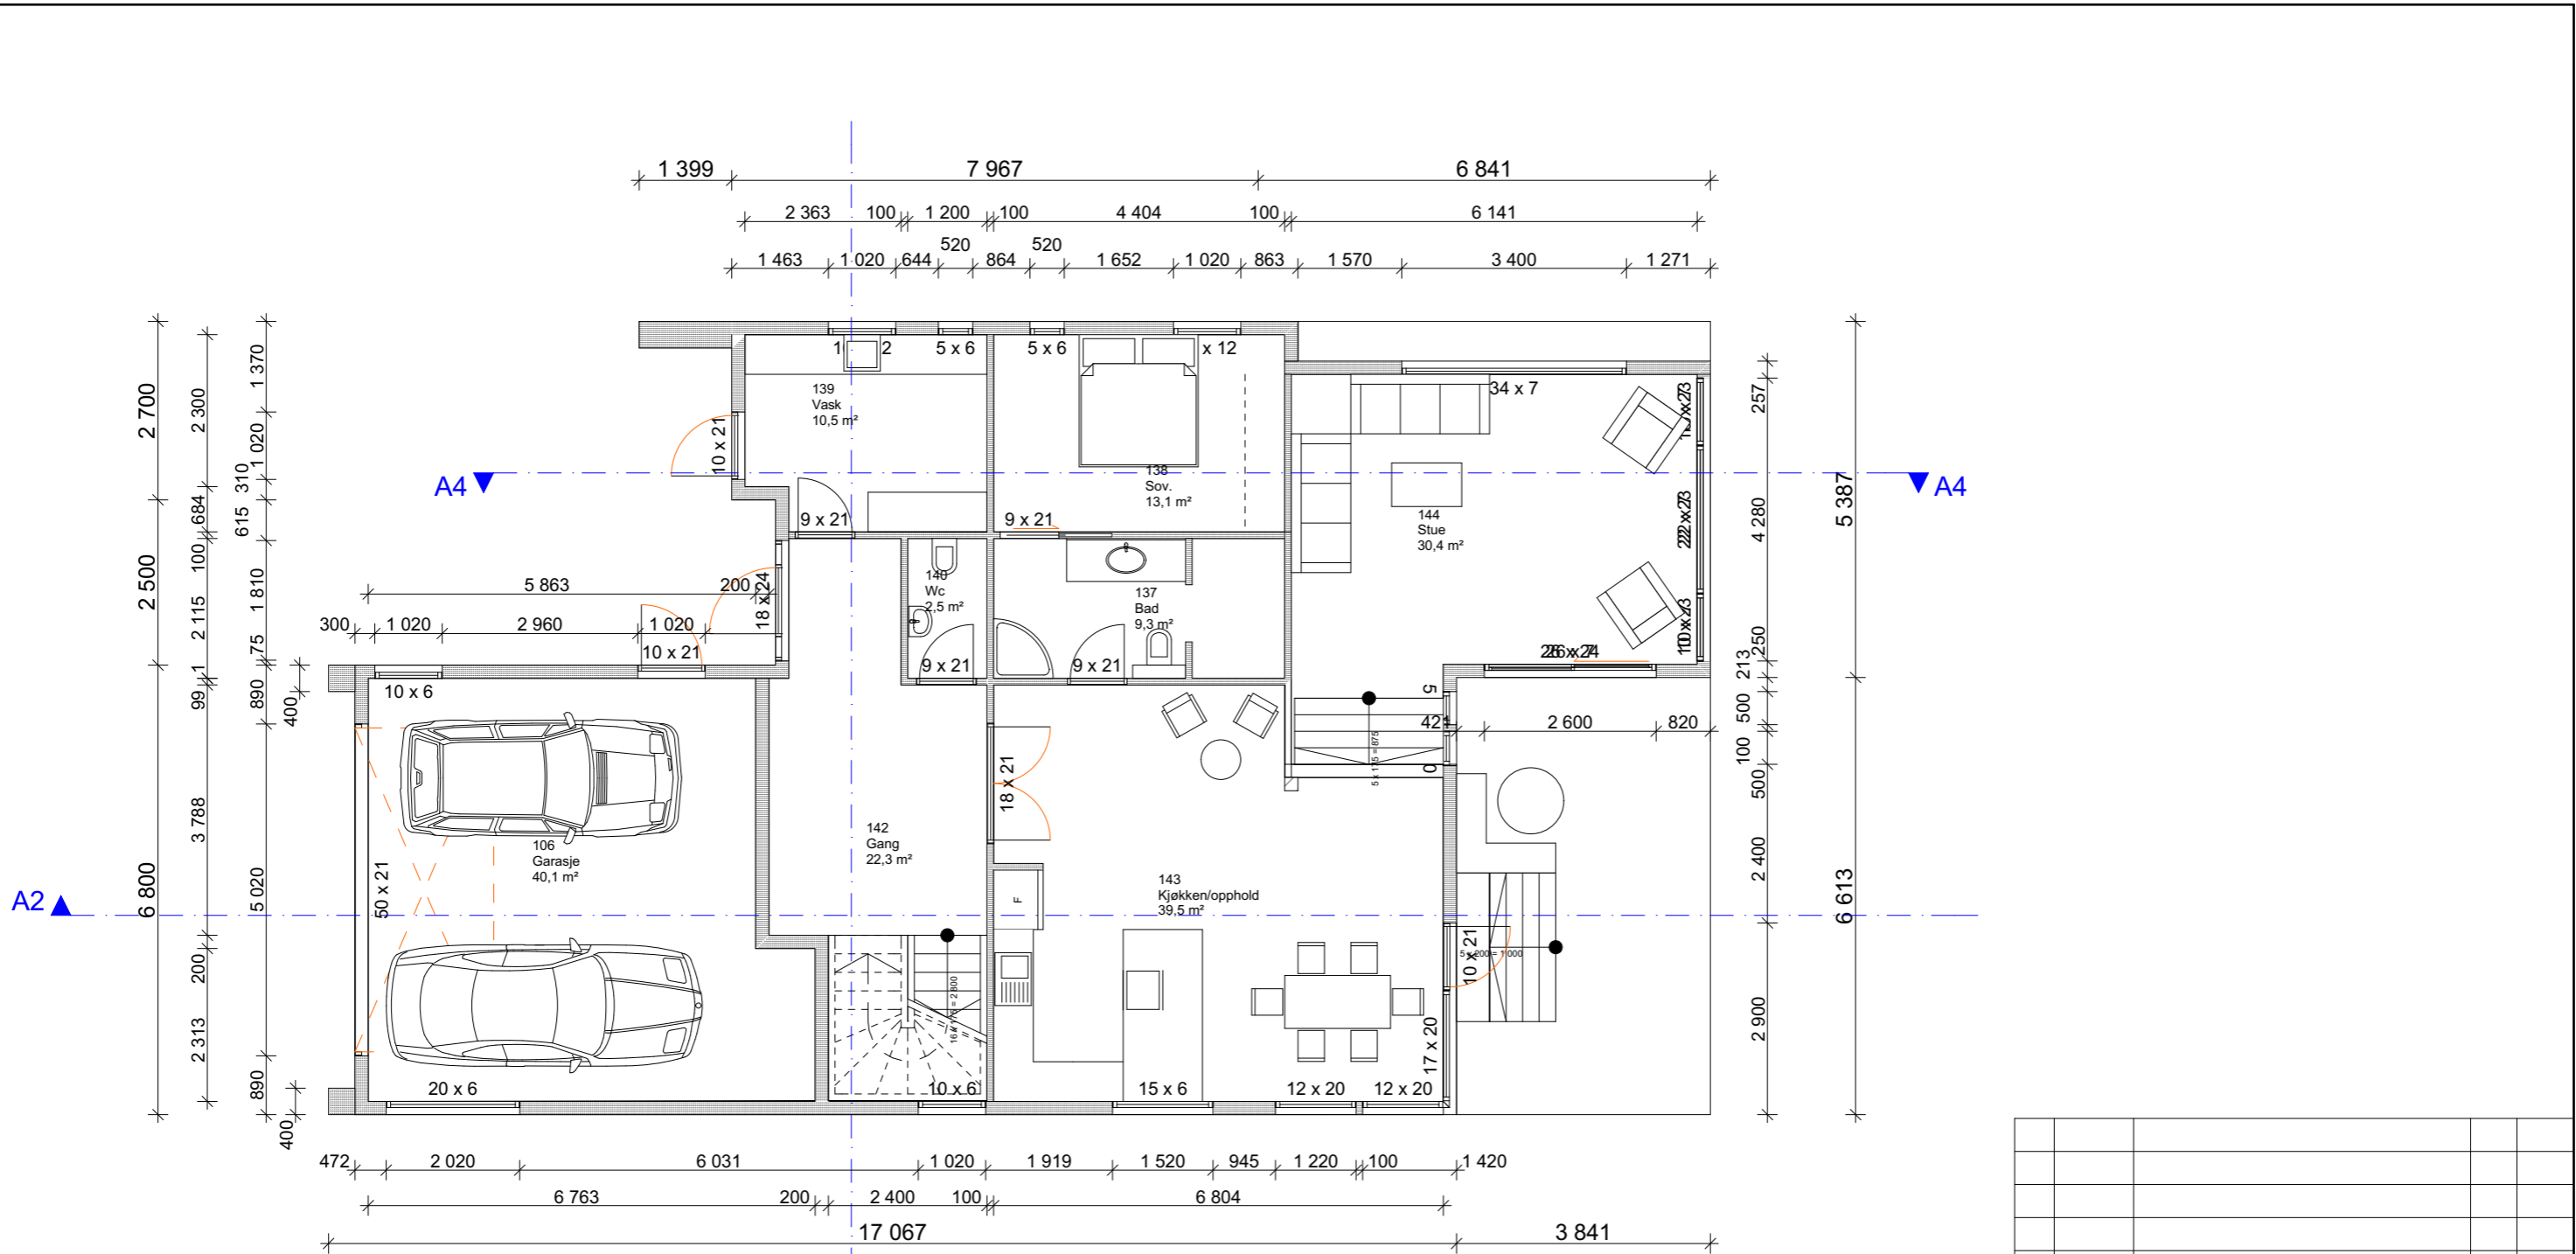 1 399 7 967 6 841
2 363 100 1 200 100 4 404 100 6 141
520 520
1 463 1 020 644 864 1 652 1 020 863 1 570 3 400 1 271
5 x 6 5 x 6 x 12
34 x 7
139
Vask
10,5 m²
10 x 21
138
Sov.
13,1 m²
A4
A4
144
Stue
30,4 m²
9 x 21 9 x 21
140
Wc
2,5 m²
137
Bad
9,3 m²
5 863 200
18 x 24
300 1 020 2 960 1 020
10 x 21
9 x 21 9 x 21
10 x 6
2 700
2 500
6 800
2 300
684
100
2 115
991
3 788
200
2 313
1 370
1 020
310
615
1 810
75
890
5 020
890
400
400
257
4 280
250
213
500
100
500
2 400
2 900
5 387
6 613
5
421 2 600 820
5 x 175 = 875
0
18 x 21
142
Gang
22,3 m²
106
Garasje
40,1 m²
50 x 21
143
Kjøkken/opphold
39,5 m²
F
A2
10 x 21
5 x 200 = 1 000
17 x 20
20 x 6 10 x 6 15 x 6 12 x 20 12 x 20
472 2 020 6 031 1 020 1 919 1 520 945 1 220 100 1 420
6 763 200 2 400 100 6 804
17 067 3 841